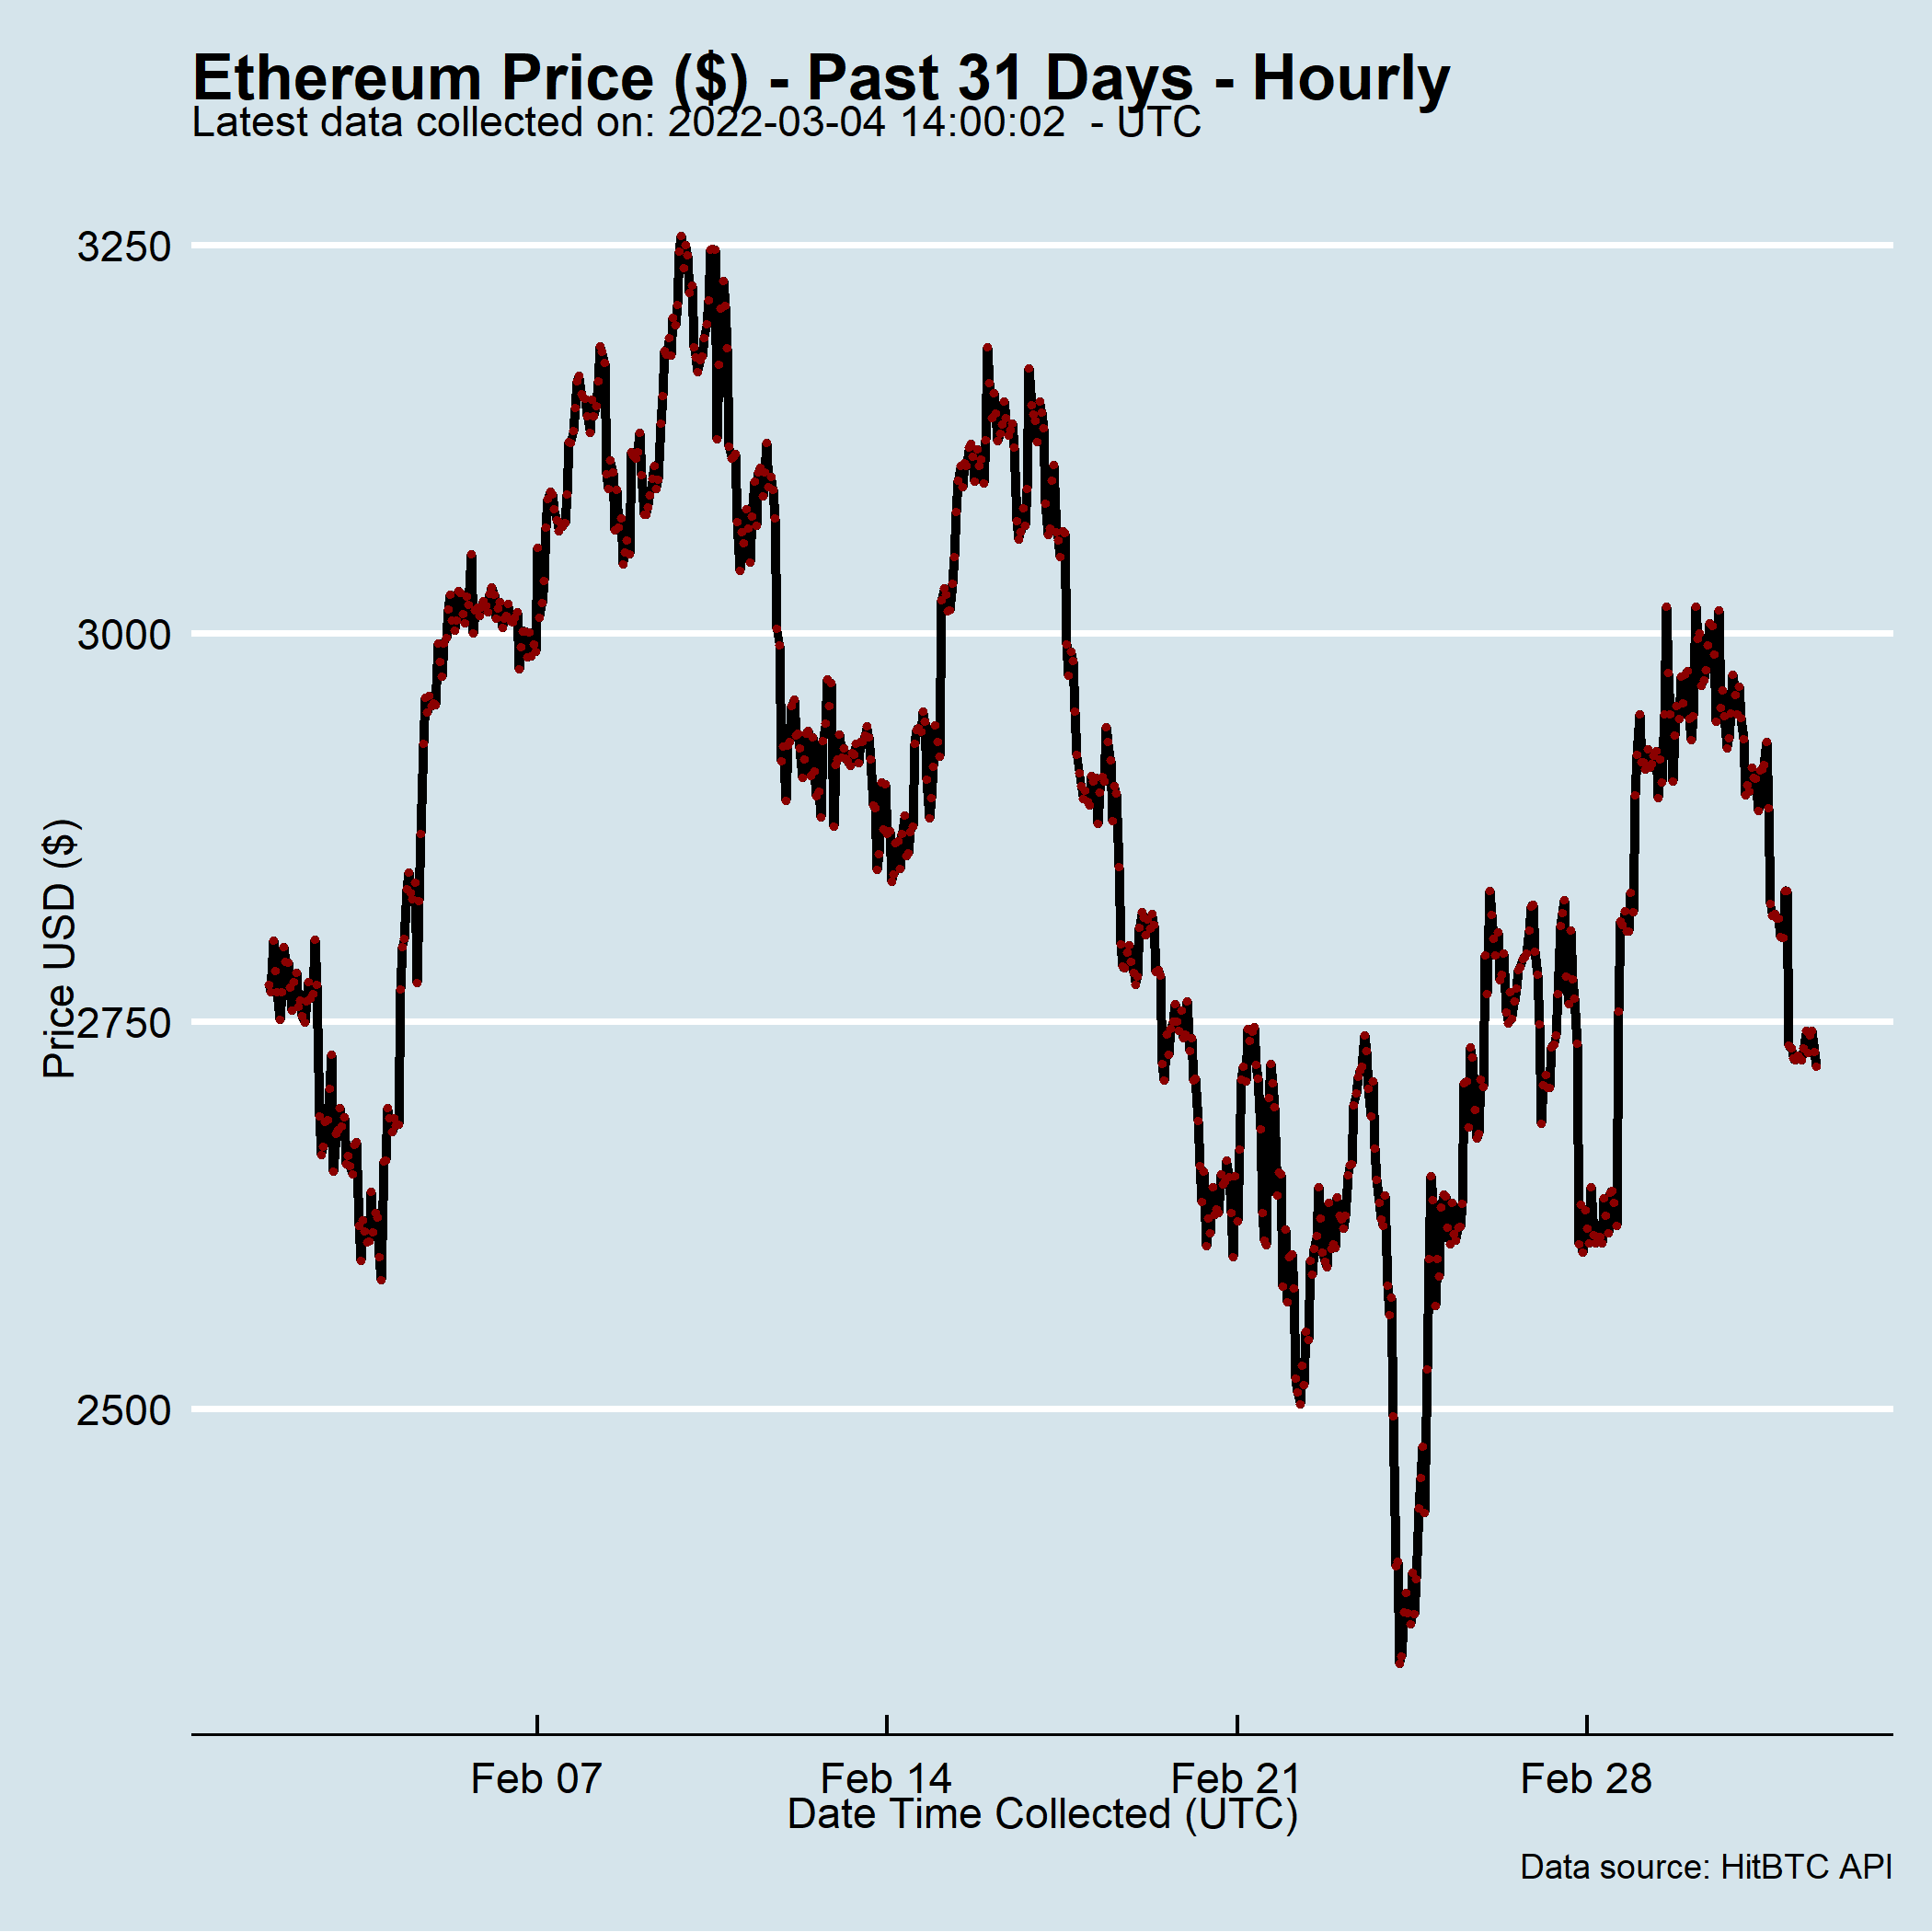 Ethereum Price ($) - Past 31 Days - Hourly
Latest data collected on: 2022-03-04 14:00:02  - UTC
Price USD ($)
3250
3000
2750
2500
Feb 07
Feb 14
Feb 21
Feb 28
Date Time Collected (UTC)
Data source: HitBTC API